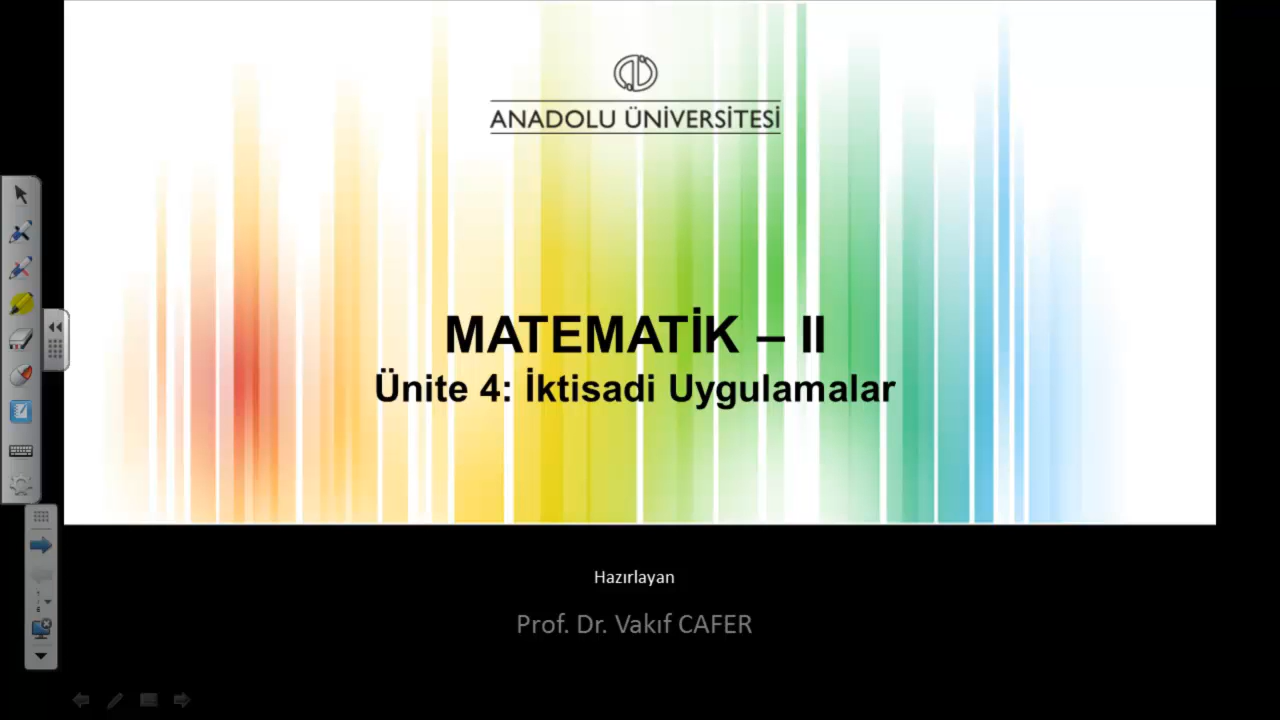 ANADOLU ÜNİVERSİTESİ
MATEMATİK – II
Ünite 4: İktisadi Uygulamalar
Hazırlayan
Prof. Dr. Vakıf CAFER